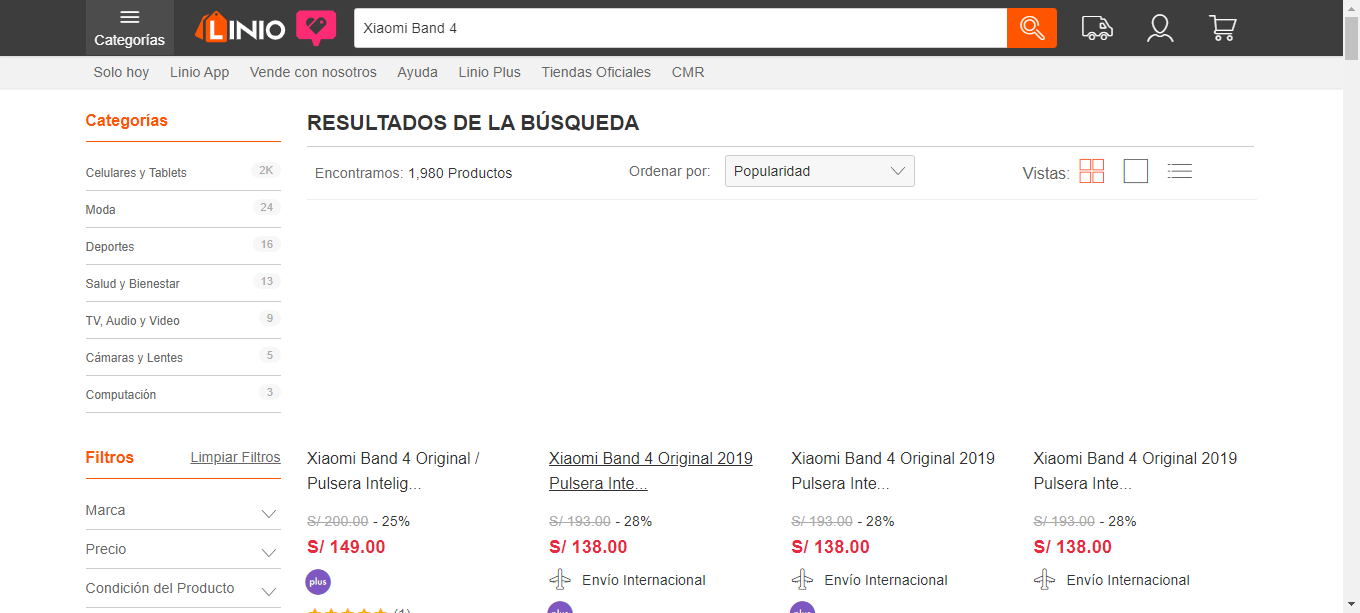 Categorías
LINIO
Xiaomi Band 4
Solo hoy Linio App Vende con nosotros Ayuda Linio Plus Tiendas Oficiales CMR
Categorías
Celulares y Tablets 2K
Moda 24
Deportes 16
Salud y Bienestar 13
TV, Audio y Video 9
Cámaras y Lentes 5
Computación 3
Filtros Limpiar Filtros
Marca
Precio
Condición del Producto
RESULTADOS DE LA BÚSQUEDA
Encontramos: 1,980 Productos Ordenar por: Popularidad Vistas:
Xiaomi Band 4 Original /
Pulsera Intelig...
S/ 200.00 - 25%
S/ 149.00
plus
(1)
Xiaomi Band 4 Original 2019
Pulsera Inte...
S/ 193.00 - 28%
S/ 138.00
Envío Internacional
plus
Xiaomi Band 4 Original 2019
Pulsera Inte...
S/ 193.00 - 28%
S/ 138.00
Envío Internacional
plus
Xiaomi Band 4 Original 2019
Pulsera Inte...
S/ 193.00 - 28%
S/ 138.00
Envío Internacional